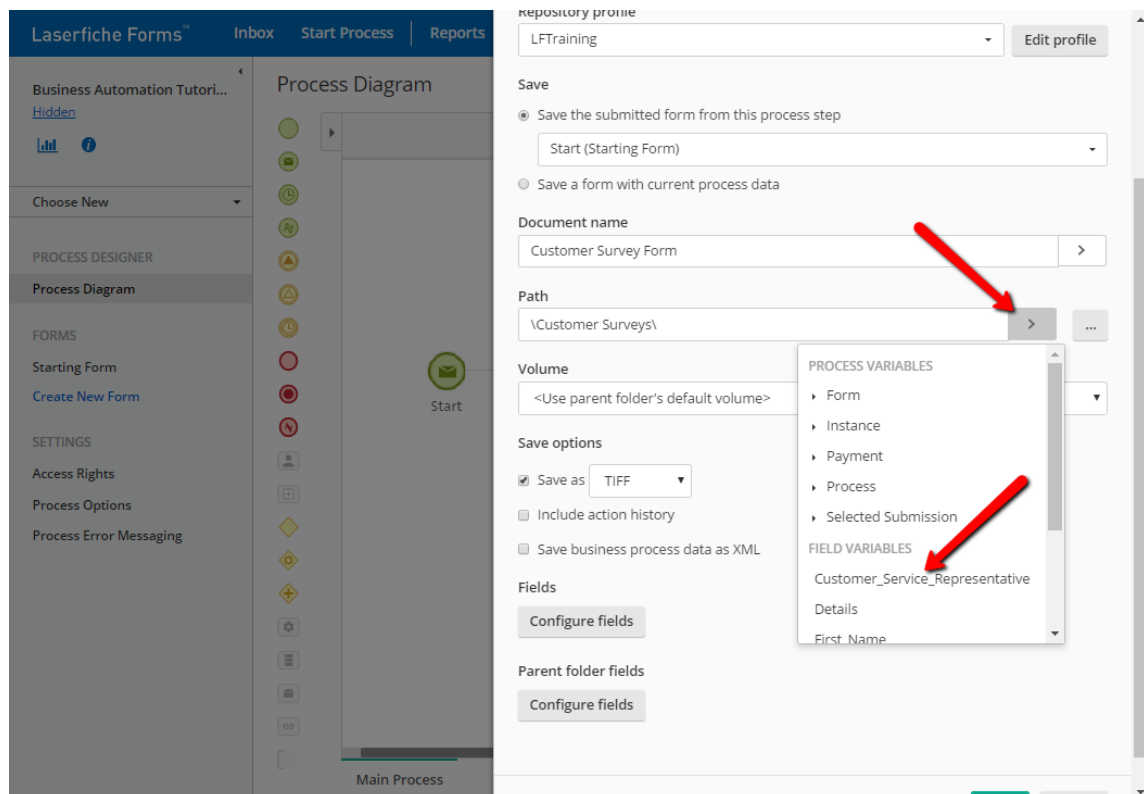 Laserfiche Forms™
Inbox
Start Process
Reports
Business Automation Tutori...
Hidden
Choose New
PROCESS DESIGNER
Process Diagram
FORMS
Starting Form
Create New Form
SETTINGS
Access Rights
Process Options
Process Error Messaging
Process Diagram
Start
Main Process
Repository profile
LFTraining
Edit profile
Save
Save the submitted form from this process step
Start (Starting Form)
Save a form with current process data
Document name
Customer Survey Form
>
Path
\Customer Surveys\
>
...
Volume
<Use parent folder's default volume>
Save options
Save as
TIFF
Include action history
Save business process data as XML
Fields
Configure fields
Parent folder fields
Configure fields
PROCESS VARIABLES
Form
Instance
Payment
Process
Selected Submission
FIELD VARIABLES
Customer_Service_Representative
Details
First_Name